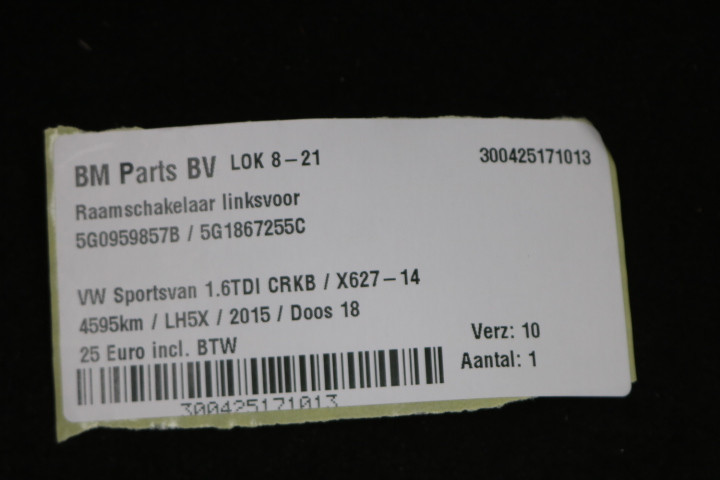 BM Parts BV LOK 8-21 300425171013
Raamschakelaar linksvoor
5G0959857B / 5G1867255C
VW Sportsvan 1.6TDI CRKB / X627-14
4595km / LH5X / 2015 / Doos 18
25 Euro incl. BTW
Verz: 10
Aantal: 1
300425171013